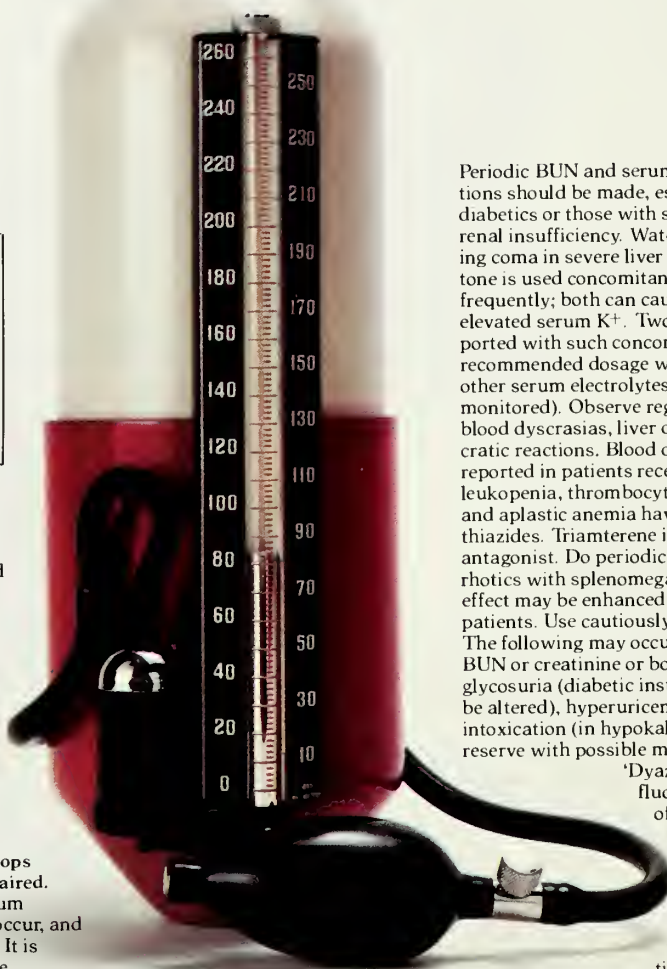 d
ops
aired.
um
occur, and
It is
260
250
240
230
220
210
200
190
180
170
160
150
140
130
120
110
100
90
80
70
60
50
40
30
20
10
0
Periodic BUN and serum
tions should be made, es
diabetics or those with s
renal insufficiency. Wat
ing coma in severe liver
tone is used concomitan
frequently; both can cau
elevated serum K+. Two
ported with such concor
recommended dosage w
other serum electrolytes
monitored). Observe reg
blood dyscrasias, liver d
cratic reactions. Blood d
reported in patients rece
leukopenia, thrombocyt
and aplastic anemia hav
thiazides. Triamterene i
antagonist. Do periodic
rhotics with splenomega
effect may be enhanced
patients. Use cautiously
The following may occu
BUN or creatinine or bo
glycosuria (diabetic inst
be altered), hyperuricen
intoxication (in hypokal
reserve with possible m
'Dyaz
fluo
of
ti